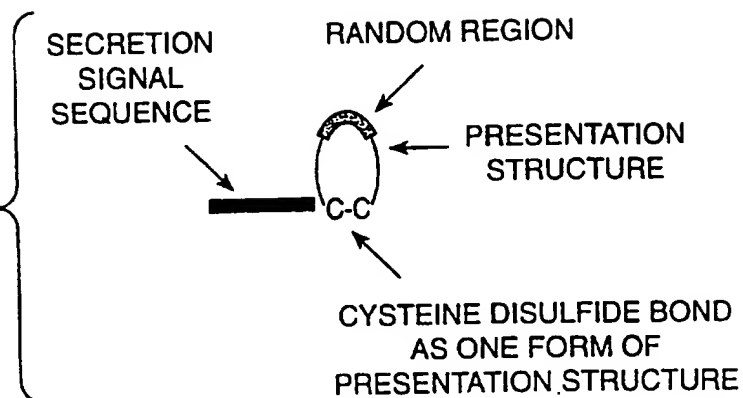 SECRETION
SIGNAL
SEQUENCE
RANDOM REGION
PRESENTATION
STRUCTURE
C-C
CYSTEINE DISULFIDE BOND
AS ONE FORM OF
PRESENTATION STRUCTURE